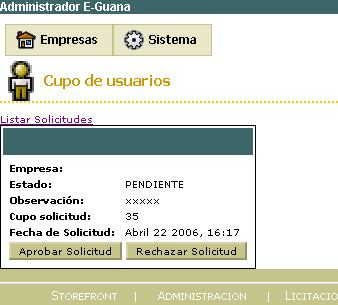 Administrador E-Guana
Empresas Sistema
Cupo de usuarios
Listar Solicitudes
Empresa:
Estado: PENDIENTE
Observación: xxxxx
Cupo solicitud: 35
Fecha de Solicitud: Abril 22 2006, 16:17
Aprobar Solicitud Rechazar Solicitud
STOREFRONT | ADMINISTRACION | LICITACIO